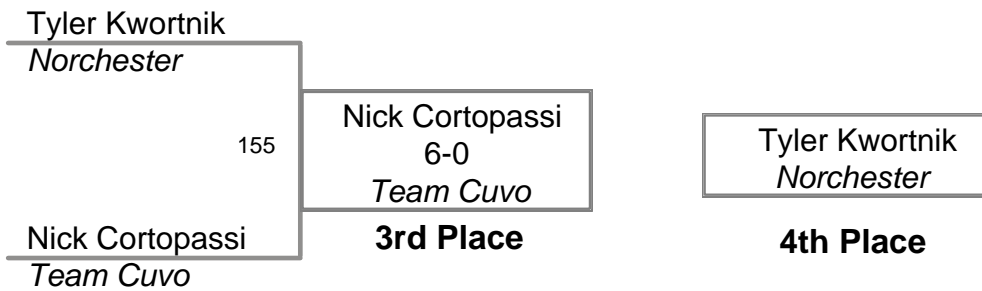 Tyler Kwortnik
Norchester
155
Nick Cortopassi
Team Cuvo
Nick Cortopassi
6-0
Team Cuvo
3rd Place
Tyler Kwortnik
Norchester
4th Place